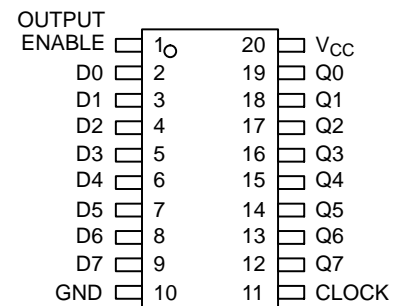 OUTPUT
ENABLE 1 20 VCC
D0 2 19 Q0
D1 3 18 Q1
D2 4 17 Q2
D3 5 16 Q3
D4 6 15 Q4
D5 7 14 Q5
D6 8 13 Q6
D7 9 12 Q7
GND 10 11 CLOCK